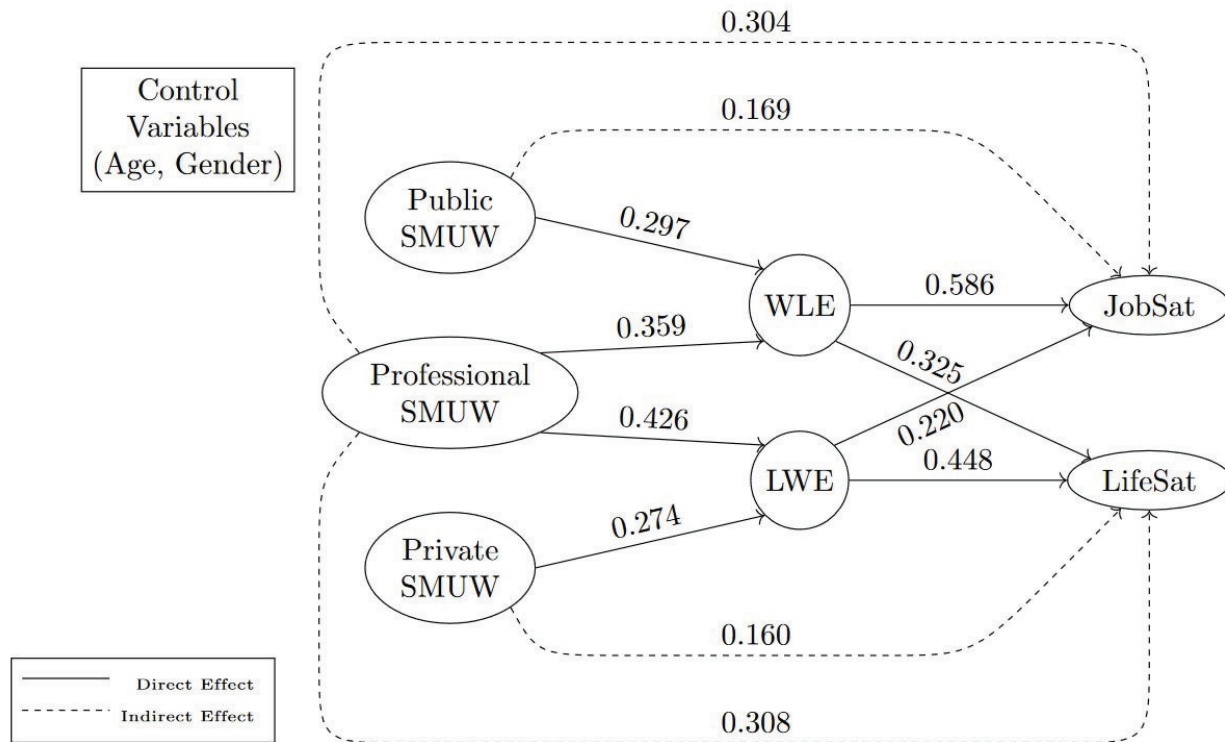 0.304
Control
Variables
(Age, Gender)
0.169
Public
SMUW
0.297
WLE
0.586
JobSat
0.359
0.325
Professional
SMUW
0.426
0.220
LWE
0.448
LifeSat
0.274
Private
SMUW
0.160
Direct Effect
Indirect Effect
0.308